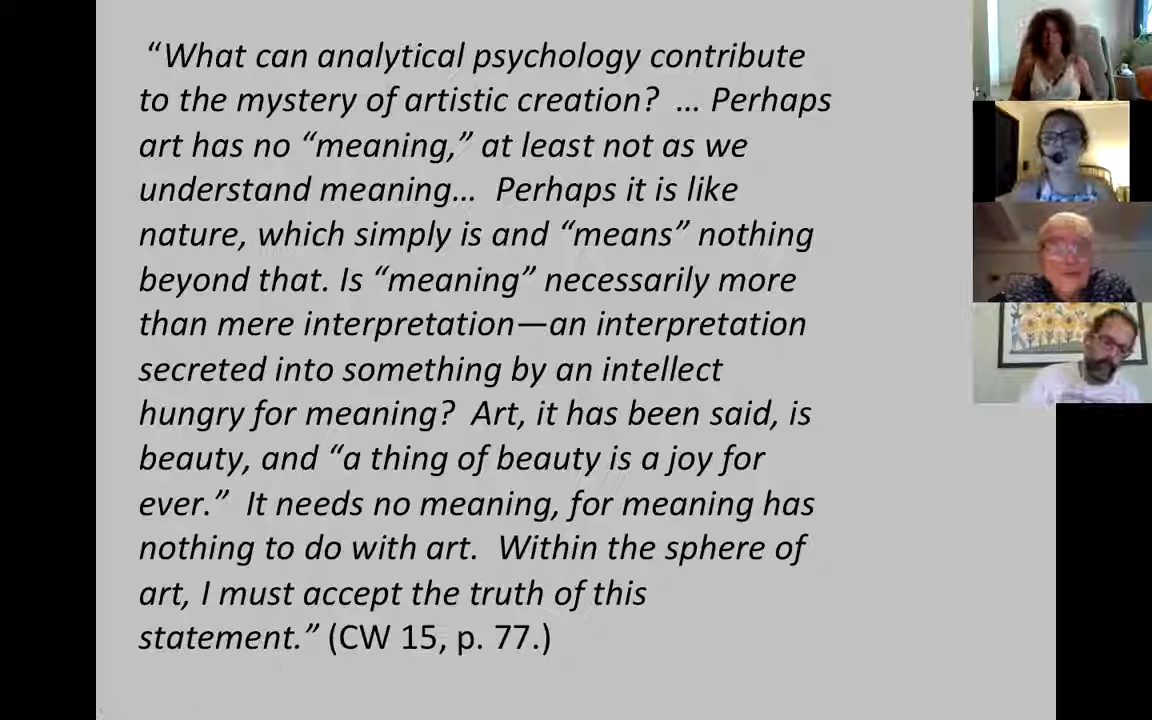 “What can analytical psychology contribute
to the mystery of artistic creation?  … Perhaps
art has no “meaning,” at least not as we
understand meaning…  Perhaps it is like
nature, which simply is and “means” nothing
beyond that. Is “meaning” necessarily more
than mere interpretation—an interpretation
secreted into something by an intellect
hungry for meaning?  Art, it has been said, is
beauty, and “a thing of beauty is a joy for
ever.”  It needs no meaning, for meaning has
nothing to do with art.  Within the sphere of
art, I must accept the truth of this
statement.” (CW 15, p. 77.)